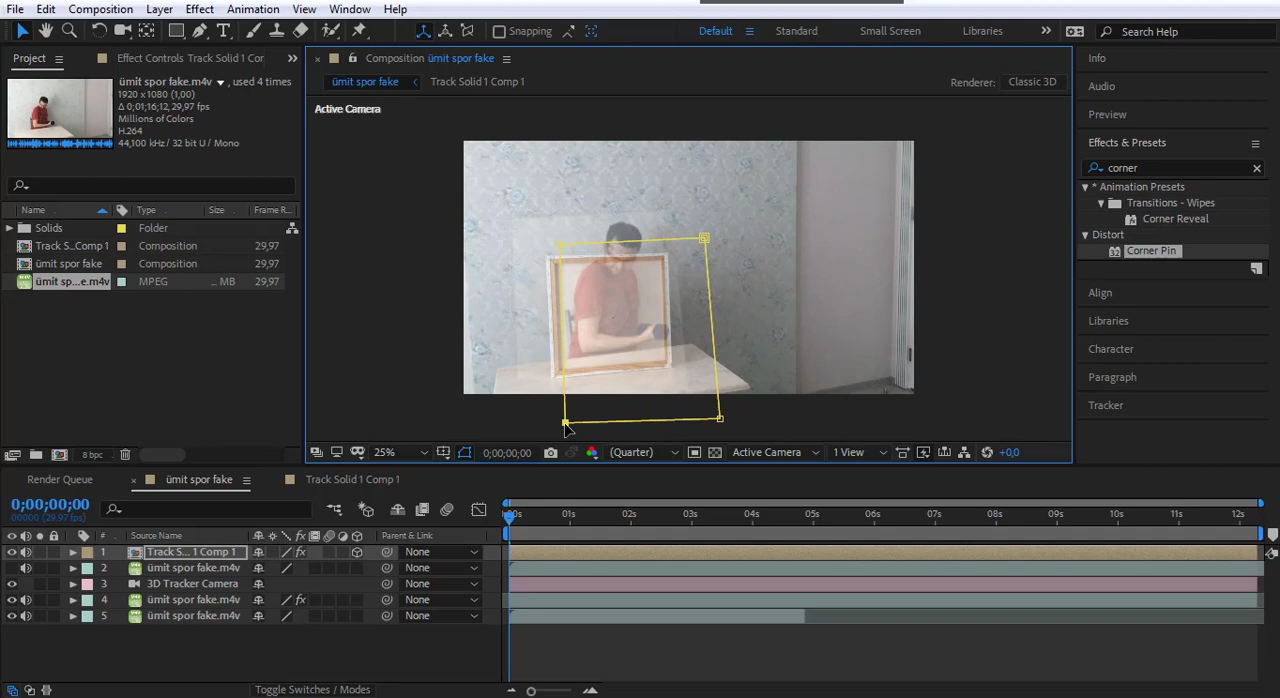 File Edit Composition Layer Effect Animation View Window Help
Snapping Default Standard Small Screen Libraries Search Help
Project Effect Controls Track Solid 1 Cor
Composition ümit spor fake
Info
ümit spor fake.m4v , used 4 times
1920 x 1080 (1,00)
Δ 0;01;16;12, 29,97 fps
Millions of Colors
H.264
44,100 kHz / 32 bit U / Mono
ümit spor fake Track Solid 1 Comp 1
Renderer: Classic 3D
Active Camera
Audio
Preview
Effects & Presets
corner
* Animation Presets
Transitions - Wipes
Corner Reveal
Distort
Corner Pin
Align
Libraries
Character
Paragraph
Tracker
Name Type Size Frame R...
Solids Folder
Track S...Comp 1 Composition 29,97
ümit spor fake Composition 29,97
ümit sp...e.m4v MPEG ... MB 29,97
8 bpc
25% 0;00;00;00 (Quarter) Active Camera 1 View +0,0
Render Queue ümit spor fake Track Solid 1 Comp 1
0;00;00;00
00000 (29.97 fps)
:00s 01s 02s 03s 04s 05s 06s 07s 08s 09s 10s 11s 12s
# Source Name fx Parent & Link
1 Track S... 1 Comp 1 fx None
2 ümit spor fake.m4v None
3 3D Tracker Camera None
4 ümit spor fake.m4v fx None
5 ümit spor fake.m4v None
Toggle Switches / Modes